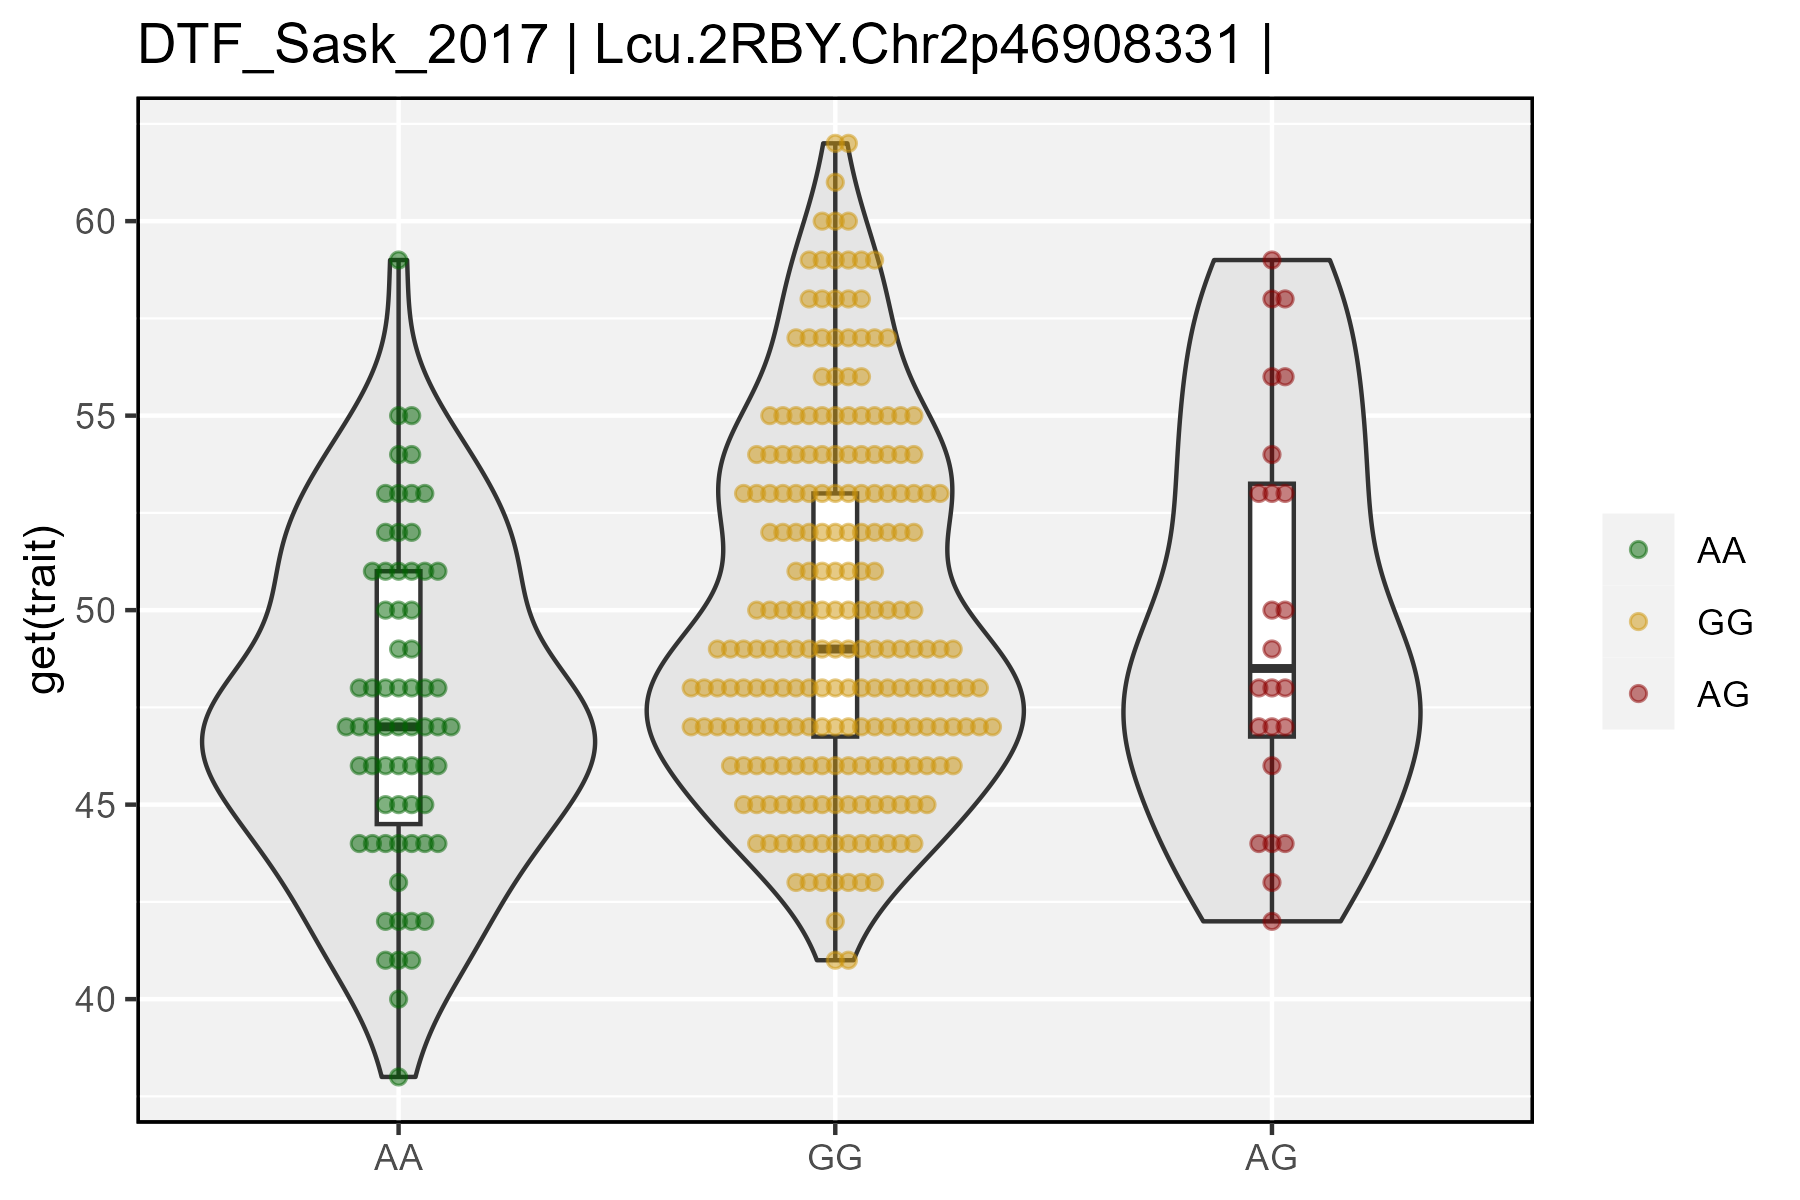 DTF_Sask_2017 | Lcu.2RBY.Chr2p46908331 |
get(trait)
60
55
50
45
40
AA
GG
AG
AA
GG
AG